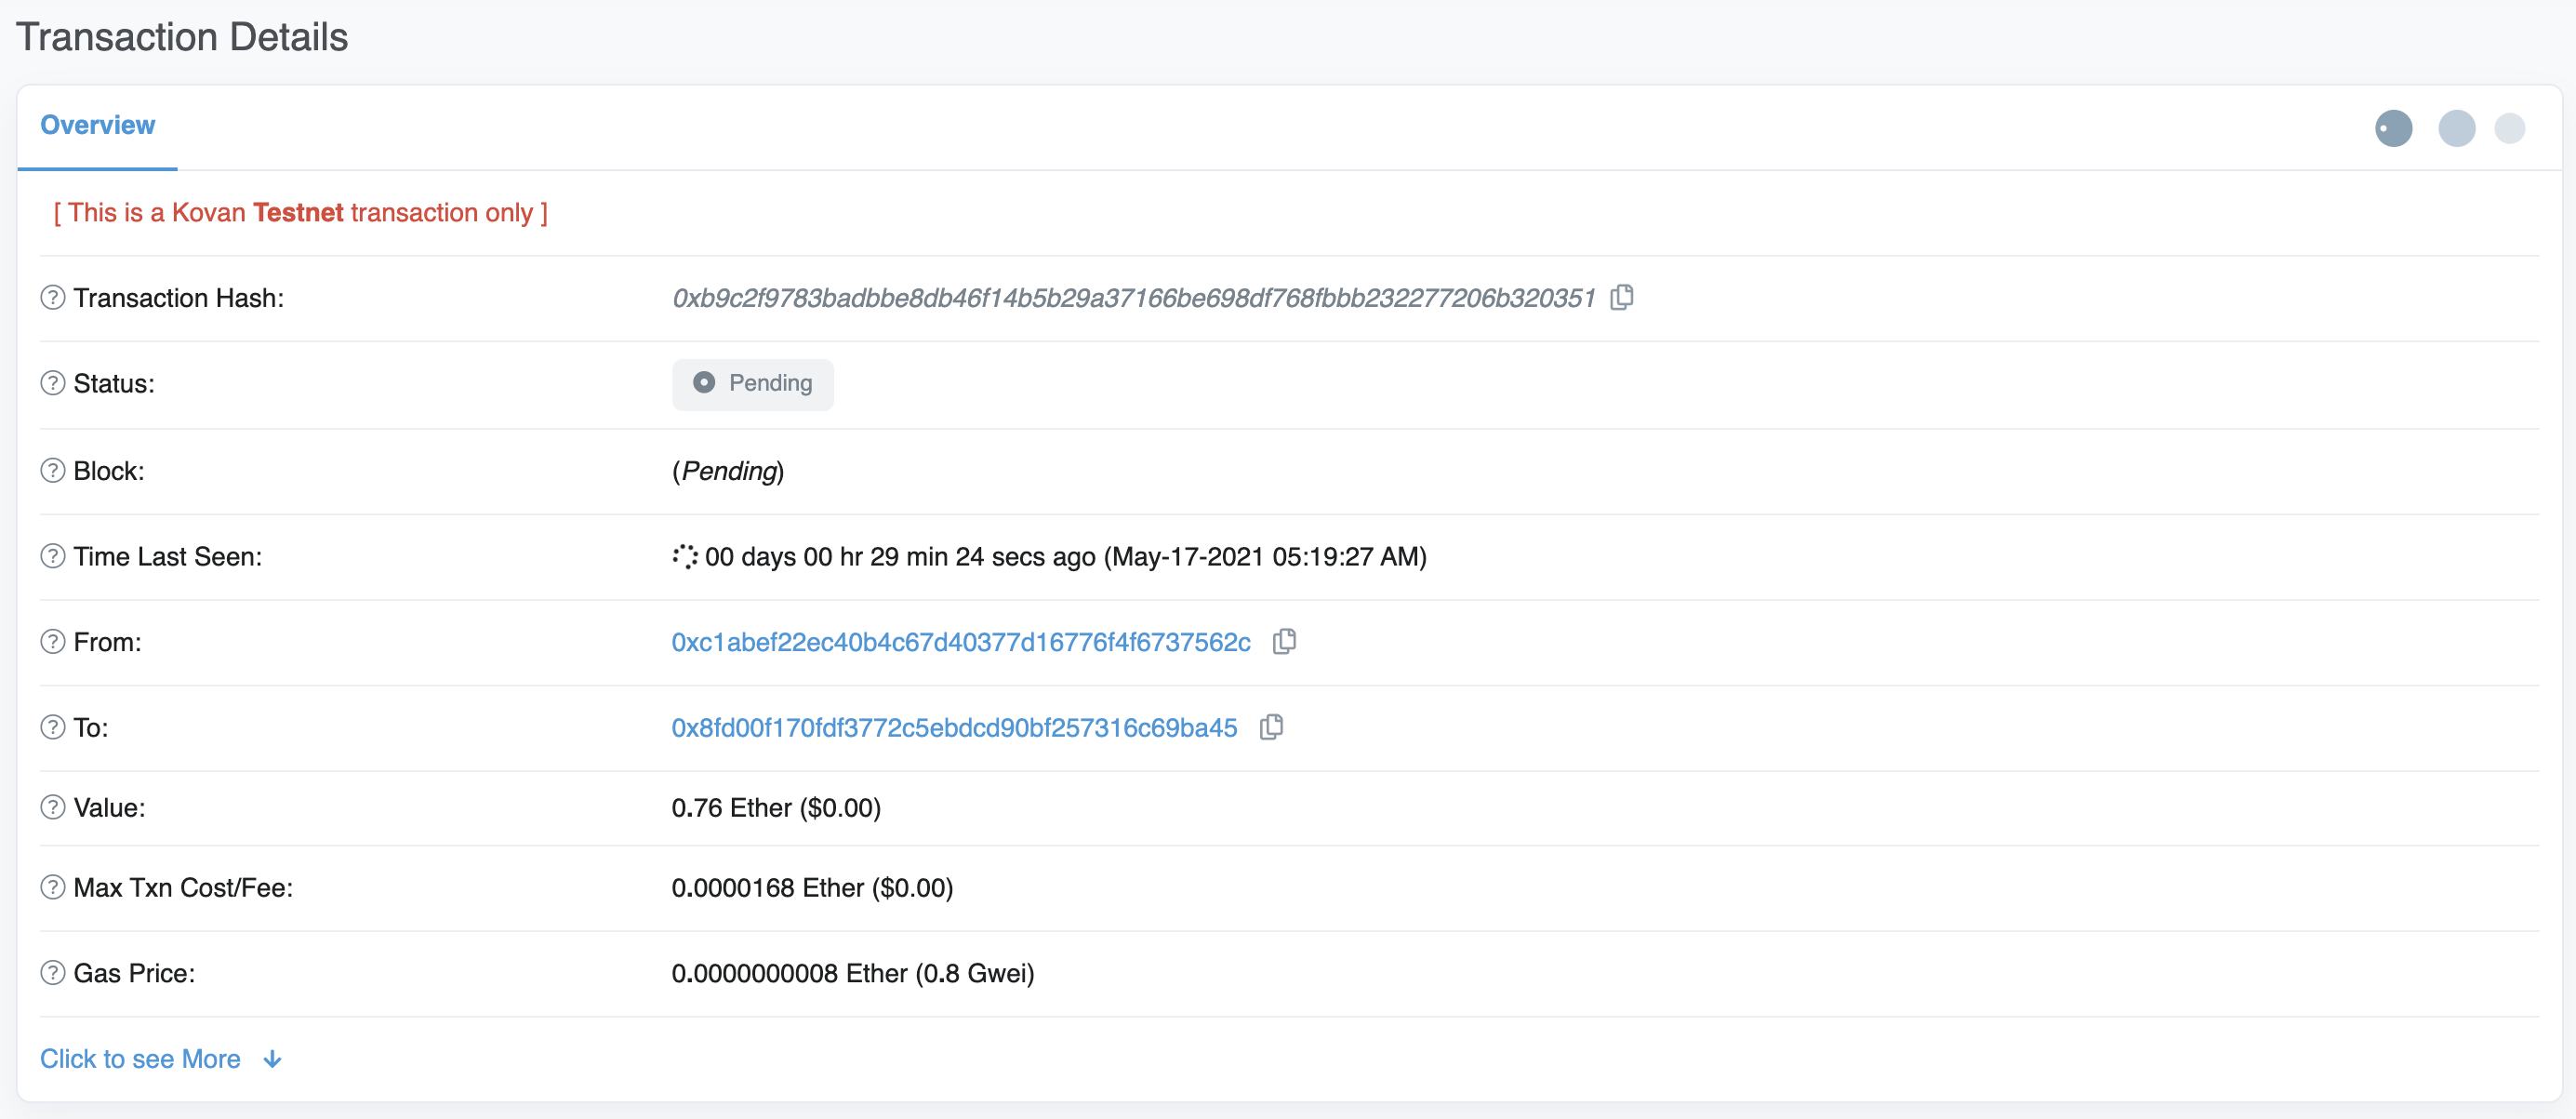 Transaction Details
Overview
[ This is a Kovan Testnet transaction only ]
Transaction Hash: 0xb9c2f9783badbbe8db46f14b5b29a37166be698df768fbbb232277206b320351
Status: Pending
Block: (Pending)
Time Last Seen: 00 days 00 hr 29 min 24 secs ago (May-17-2021 05:19:27 AM)
From: 0xc1abef22ec40b4c67d40377d16776f4f6737562c
To: 0x8fd00f170fdf3772c5ebdcd90bf257316c69ba45
Value: 0.76 Ether ($0.00)
Max Txn Cost/Fee: 0.0000168 Ether ($0.00)
Gas Price: 0.0000000008 Ether (0.8 Gwei)
Click to see More